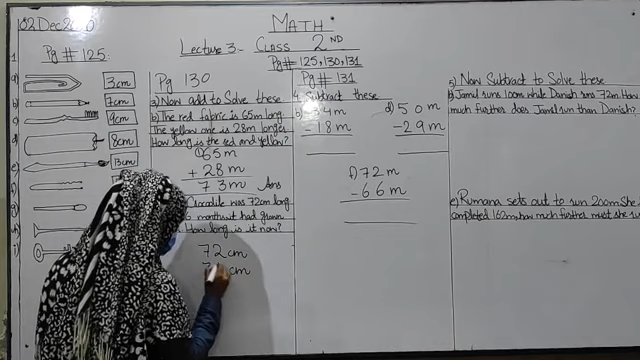 02 Dec
MATH
Lecture 3.- CLASS 2ND
Pg # 125.
Pg # 125,130,131
a)
3cm
b)
7cm
c)
9cm
d)
8cm
e)
13cm
f)
i)
Pg 130
a) Now add to Solve these
b) The red fabric is 65m long
The yellow one is 28m longer
How long is the red and yellow?
65m
+ 28m
73m Ans
Crocodile was 72cm long
6 months it had grown
How long is it now?
72cm
cm
Pg # 131
4. Subtract these
b) 4m
-18m
d) 50m
-29m
f) 72m
-66m
5) Now Subtract to Solve these
b) Jamil runs 100m while Danish runs 72m. How
much further does Jamil run than Danish?
e) Rumana sets out to run 200m. She
completed 162m, how much further must she